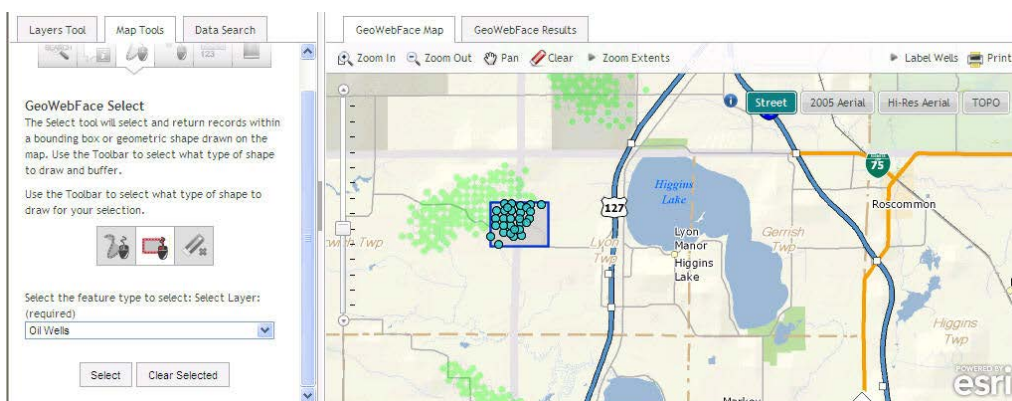 Layers Tool
Map Tools
Data Search
SEARCH
123
GeoWebFace Select
The Select tool will select and return records within
a bounding box or geometric shape drawn on the
map. Use the Toolbar to select what type of shape
to draw and buffer.
Use the Toolbar to select what type of shape to
draw for your selection.
Select the feature type to select: Select Layer:
(required)
Oil Wells
Select
Clear Selected
GeoWebFace Map
GeoWebFace Results
Zoom In
Zoom Out
Pan
Clear
Zoom Extents
Label Wells
Print
Street
2005 Aerial
Hi-Res Aerial
TOPO
75
Higgins
Lake
127
Roscommon
Lyon
Manor
Higgins
Lake
Gerrish
Twp
Lyon
Twp
Twp
Higgins
Twp
POWERED BY
esri